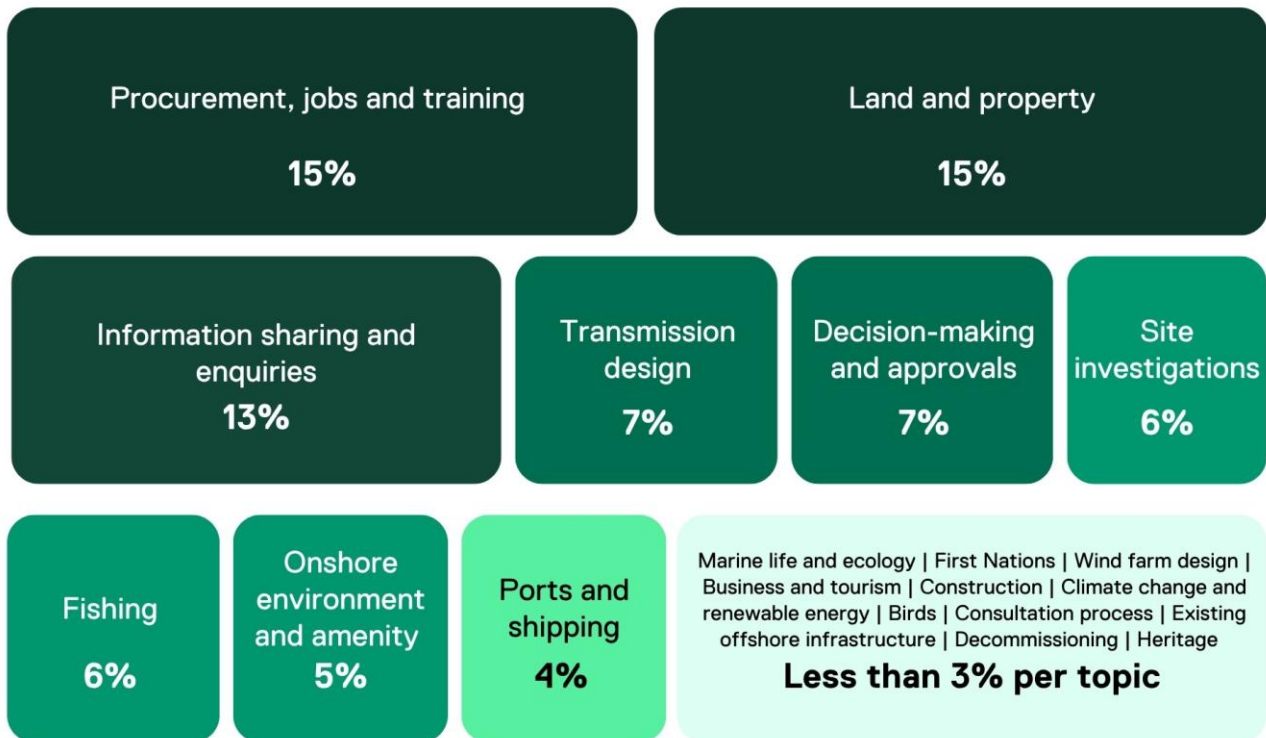 Procurement, jobs and training
15%
Land and property
15%
Information sharing and
enquiries
13%
Transmission
design
7%
Decision-making
and approvals
7%
Site
investigations
6%
Fishing
6%
Onshore
environment
and amenity
5%
Ports and
shipping
4%
Marine life and ecology | First Nations | Wind farm design |
Business and tourism | Construction | Climate change and
renewable energy | Birds | Consultation process | Existing
offshore infrastructure | Decommissioning | Heritage
Less than 3% per topic